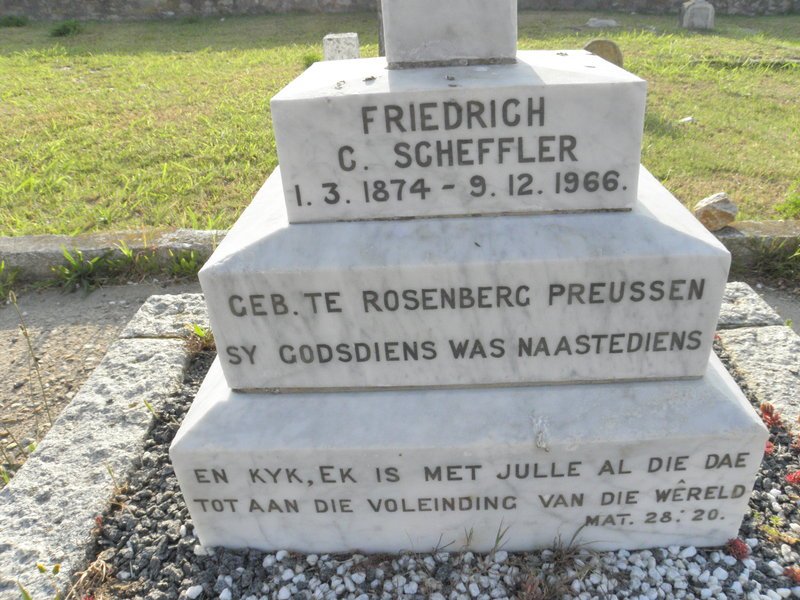 FRIEDRICH
C. SCHEFFLER
1. 3. 1874 - 9. 12. 1966.
GEB. TE ROSENBERG PREUSSEN
SY GODSDIENS WAS NAASTEDIENS
EN KYK, EK IS MET JULLE AL DIE DAE
TOT AAN DIE VOLEINDING VAN DIE WÊRELD
MAT. 28: 20.